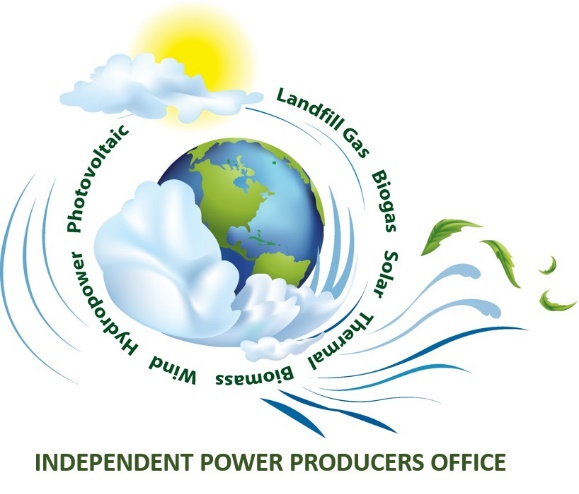 Landfill Gas Biogas Solar Thermal Biomass Wind Hydropower Photovoltaic
INDEPENDENT POWER PRODUCERS OFFICE